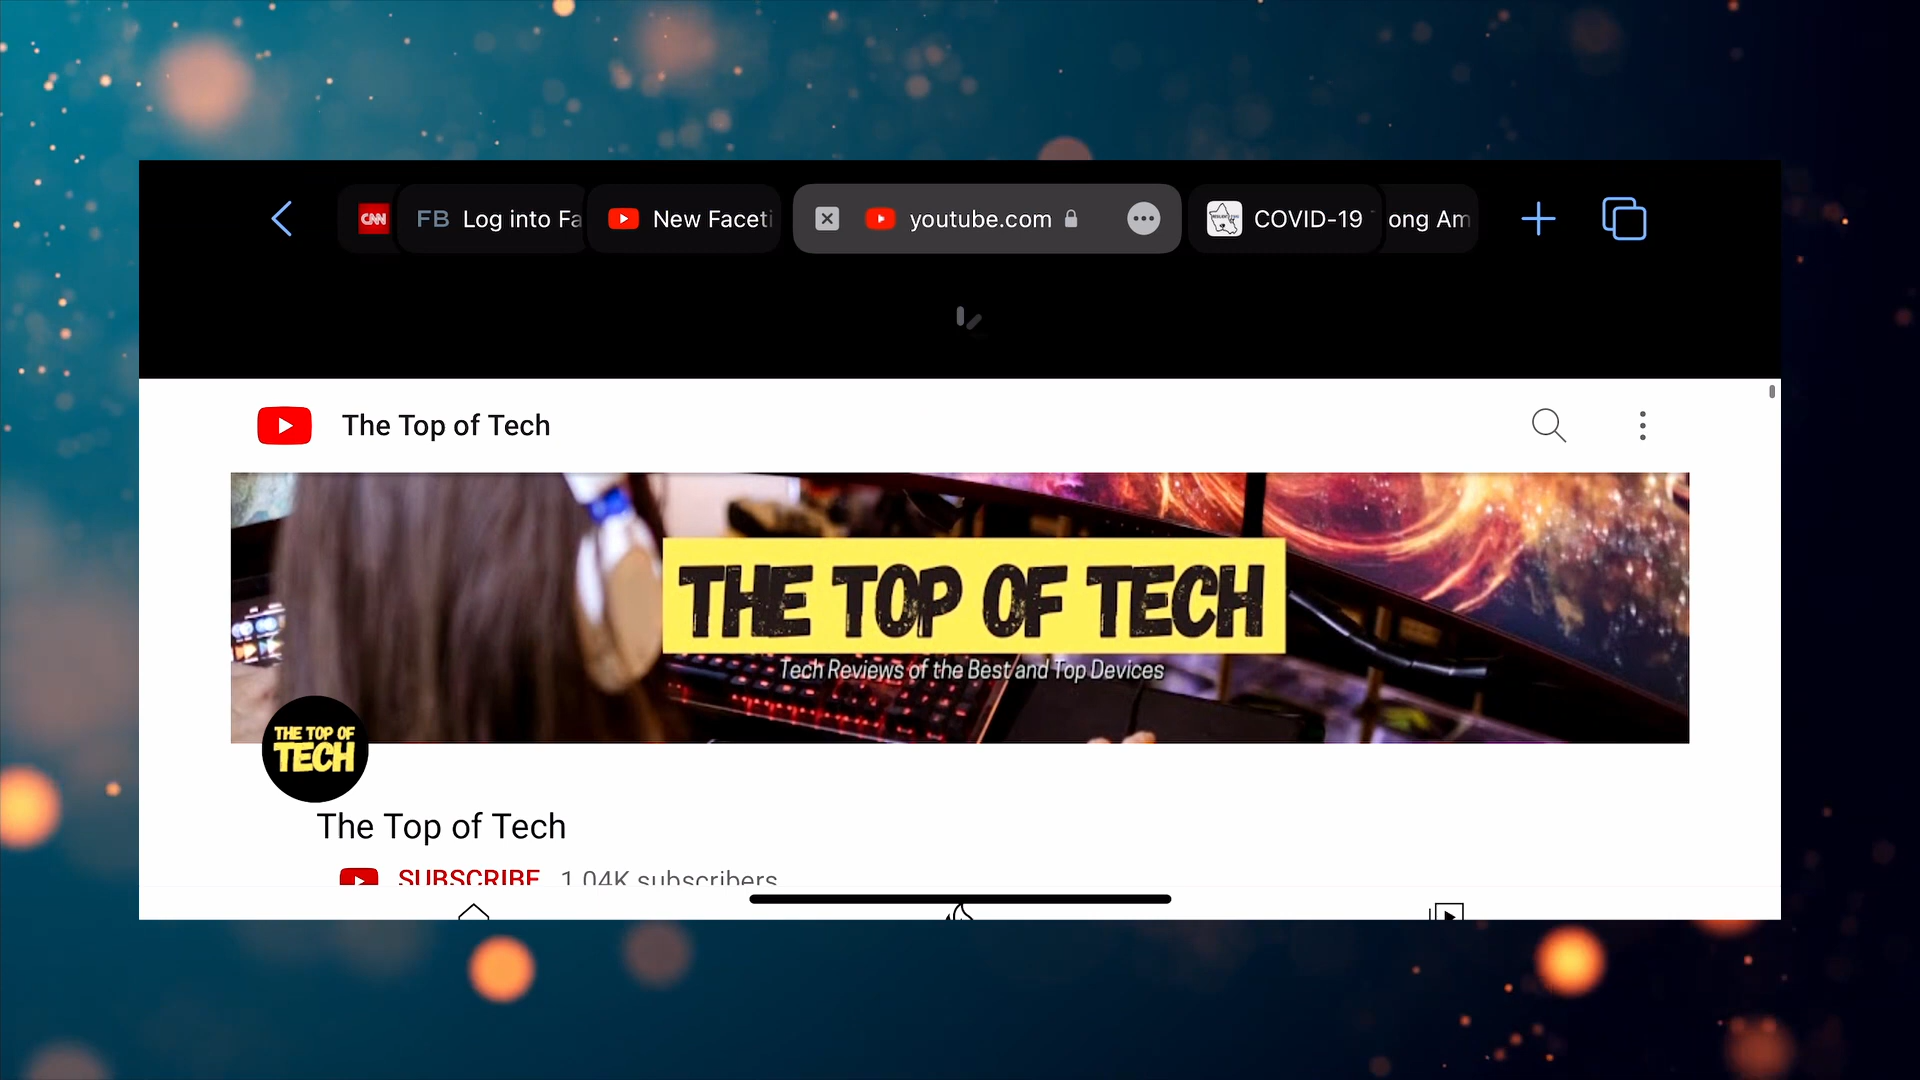 CNN
FB Log into Fa
New Faceti
youtube.com
COVID-19
ong Am
The Top of Tech
THE TOP OF TECH
Tech Reviews of the Best and Top Devices
THE TOP OF
TECH
The Top of Tech
SUBSCRIBE 1.04K subscribers